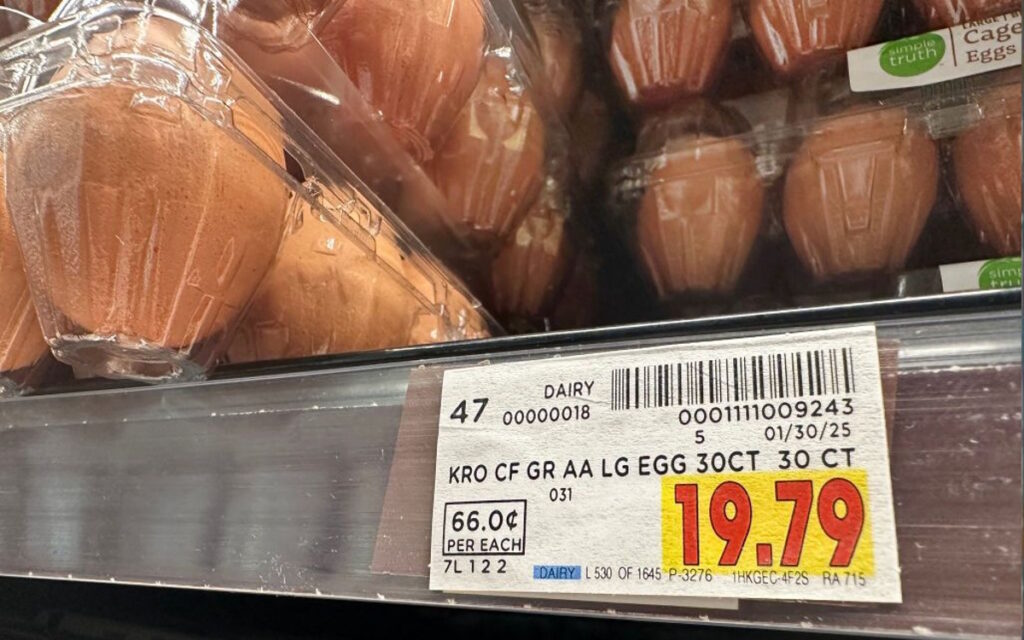 simple
truth
Cage
Eggs
DAIRY
47
00000018
0001111009243
5
01/30/25
KRO CF GR AA LG EGG 30CT 30 CT
031
66.0¢
PER EACH
19.79
7L 1 2 2
DAIRY L 530 OF 1645 P-3276 1HKGEC-4F2S RA 715